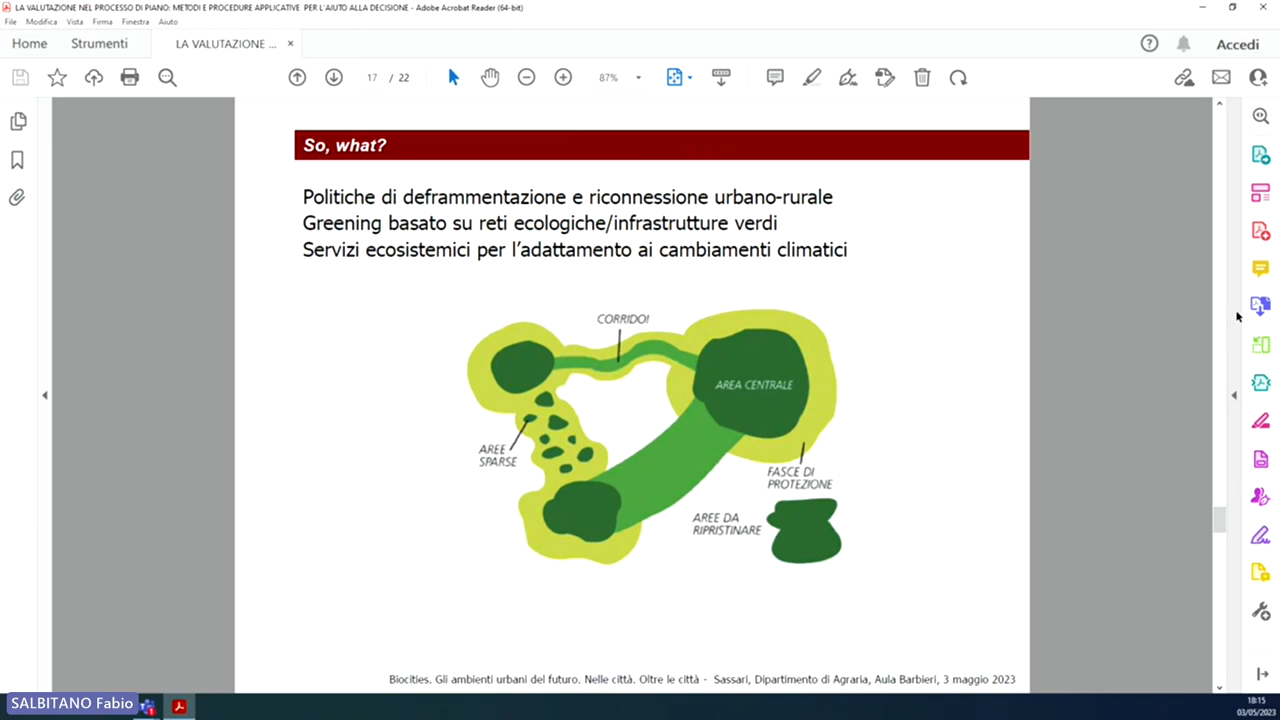 LA VALUTAZIONE NEL PROCESSO DI PIANO: METODI E PROCEDURE APPLICATIVE PER L'AIUTO ALLA DECISIONE - Adobe Acrobat Reader (64-bit)
File Modifica Vista Firma Finestra Aiuto
Home Strumenti LA VALUTAZIONE ... × Accedi
17 / 22 87%
So, what?
Politiche di deframmentazione e riconnessione urbano-rurale
Greening basato su reti ecologiche/infrastrutture verdi
Servizi ecosistemici per l'adattamento ai cambiamenti climatici
CORRIDOI
AREA CENTRALE
AREE
SPARSE
FASCE DI
PROTEZIONE
AREE DA
RIPRISTINARE
Biocities. Gli ambienti urbani del futuro. Nelle città. Oltre le città - Sassari, Dipartimento di Agraria, Aula Barbieri, 3 maggio 2023
SALBITANO Fabio
18:15
03/05/2023